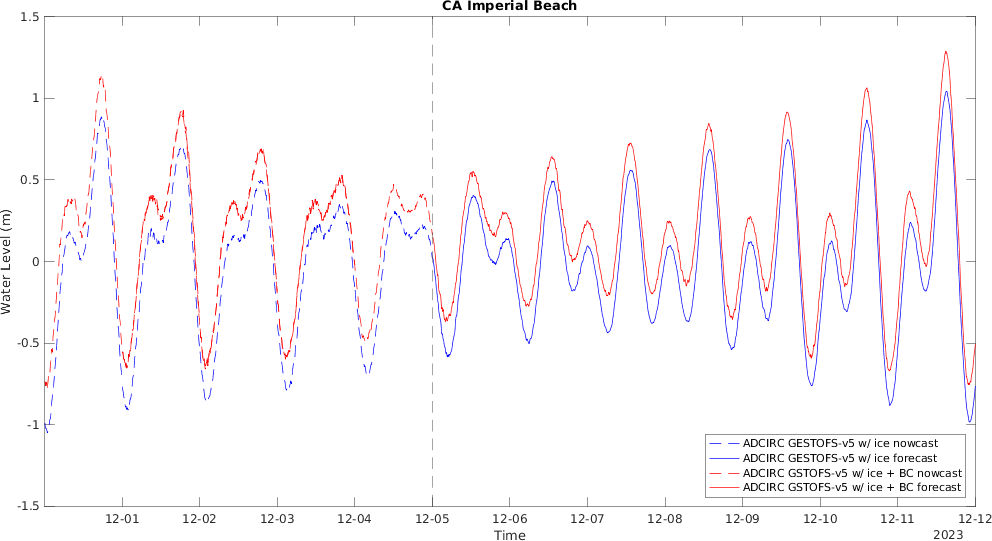 CA Imperial Beach
1.5
1
0.5
0
-0.5
-1
-1.5
Water Level (m)
12-01 12-02 12-03 12-04 12-05 12-06 12-07 12-08 12-09 12-10 12-11 12-12
Time
2023
ADCIRC GESTOFS-v5 w/ ice nowcast
ADCIRC GESTOFS-v5 w/ ice forecast
ADCIRC GSTOFS-v5 w/ ice + BC nowcast
ADCIRC GSTOFS-v5 w/ ice + BC forecast